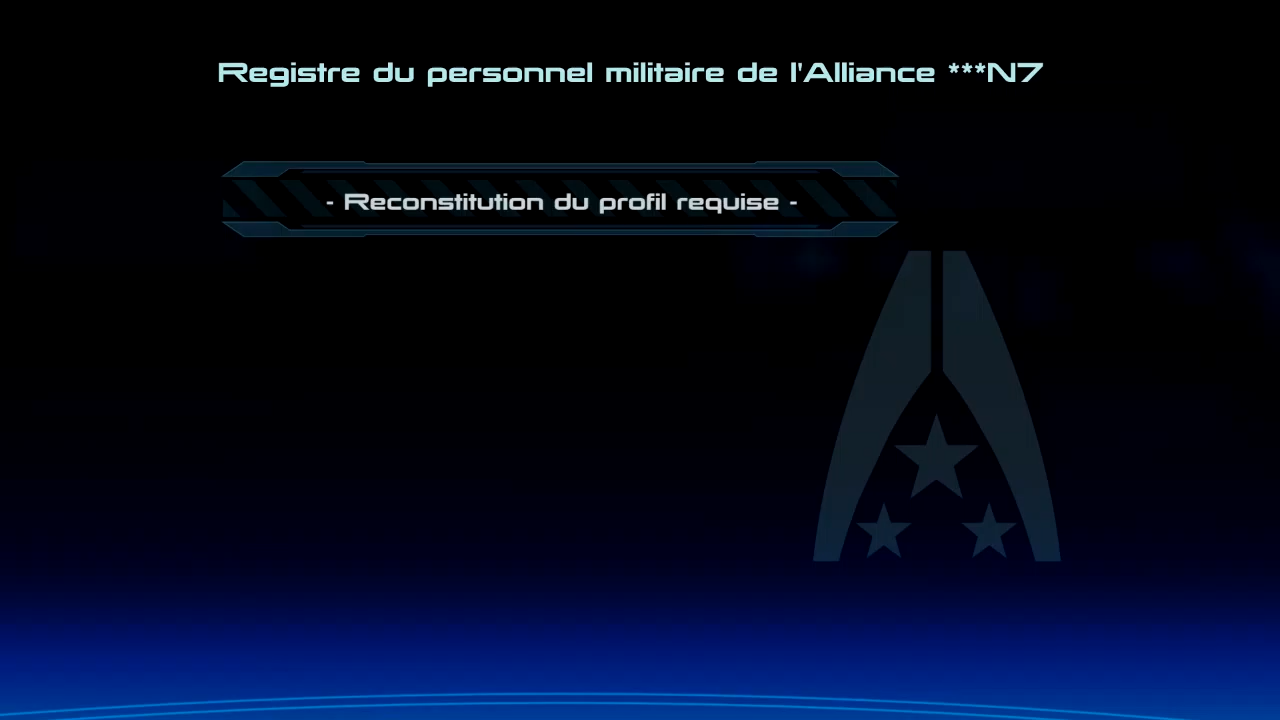 Registre du personnel militaire de l'Alliance ***N7
- Reconstitution du profil requise -